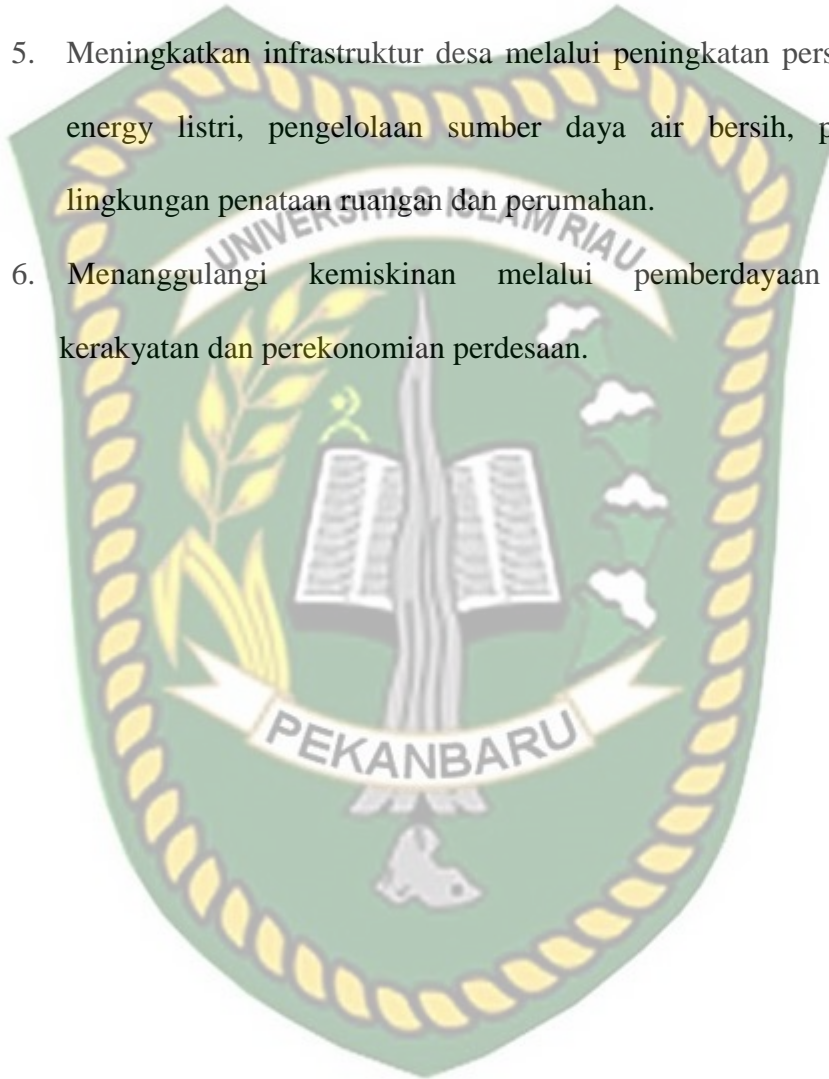 5. Meningkatkan infrastruktur desa melalui peningkatan
energy listri, pengelolaan sumber daya air bersih,
lingkungan penataan ruangan dan perumahan.
UNIVERSITAS ISLAM RIAU
6. Menanggulangi kemiskinan melalui pemberdayaan
kerakyatan dan perekonomian perdesaan.
PEKANBARU